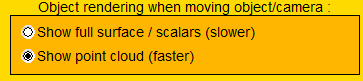 Object rendering when moving object/camera :
Show full surface / scalars (slower)
Show point cloud (faster)